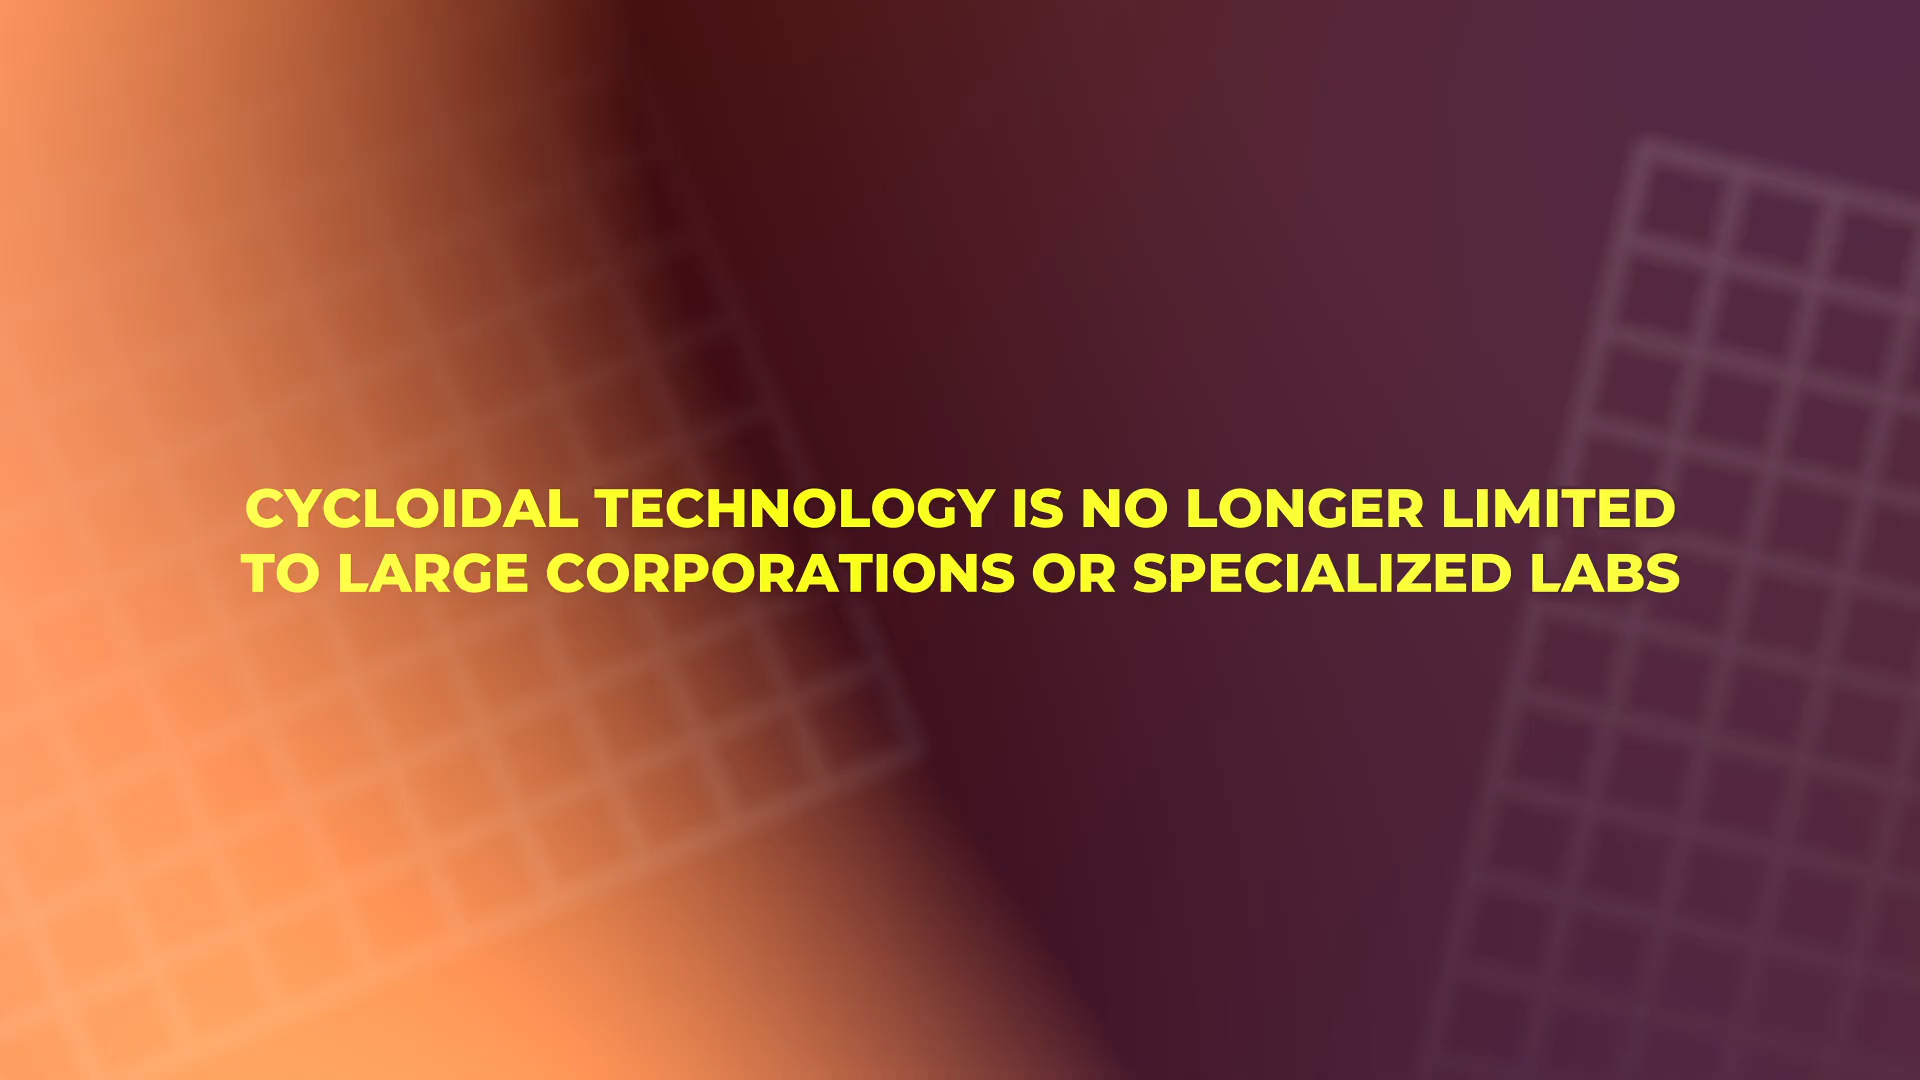 CYCLOIDAL TECHNOLOGY IS NO LONGER LIMITED
TO LARGE CORPORATIONS OR SPECIALIZED LABS